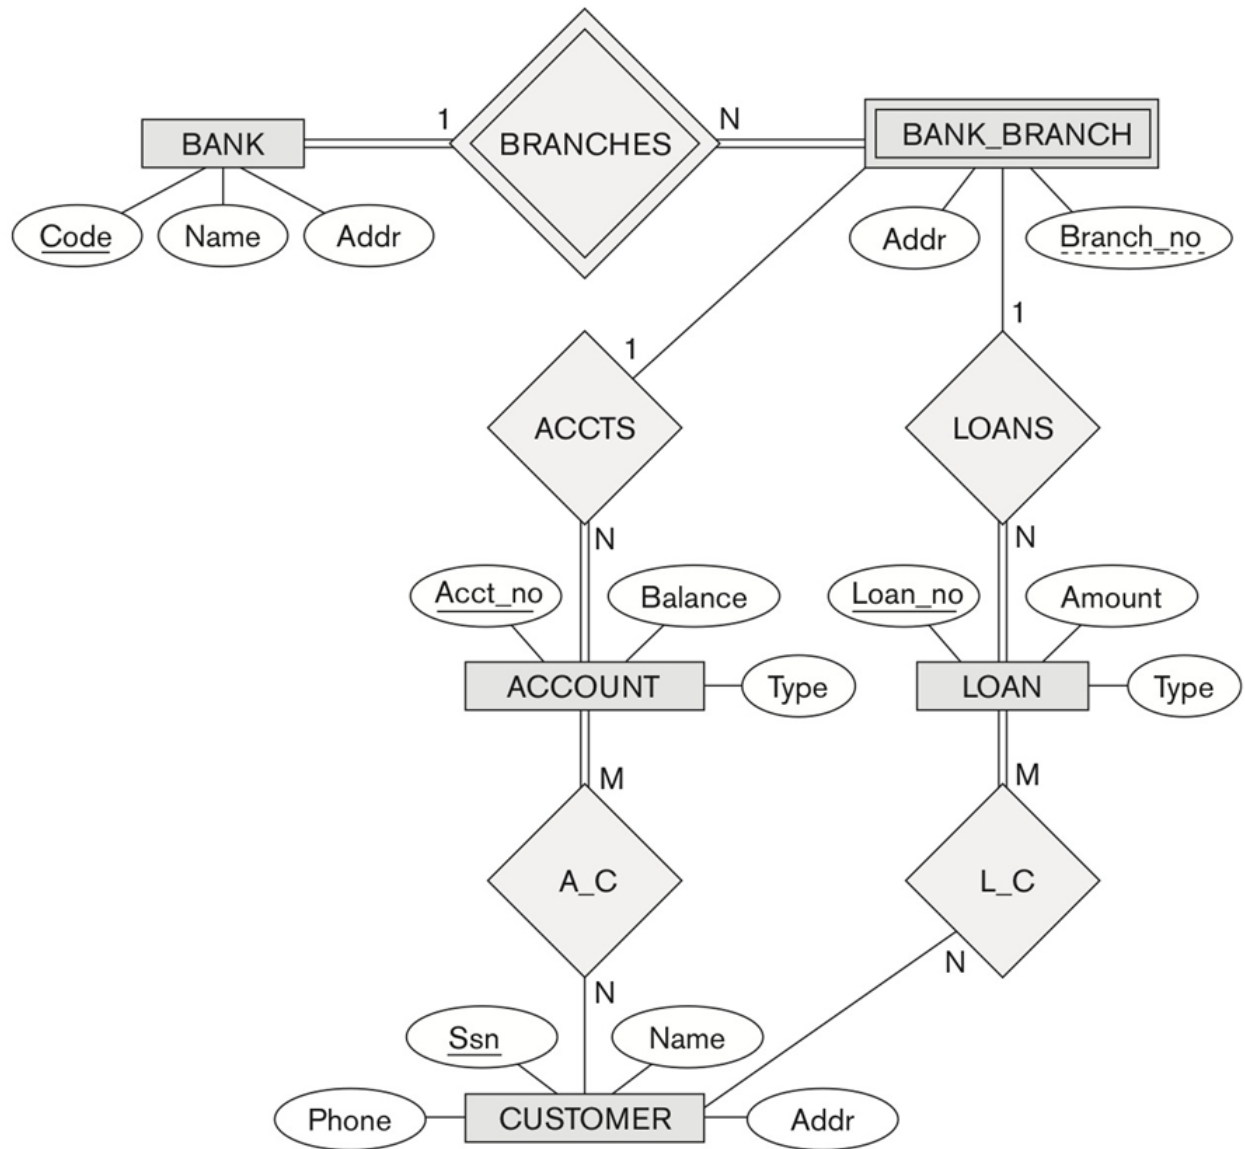 1
N
BANK
BRANCHES
BANK_BRANCH
Code
Name
Addr
Addr
Branch_no
1
1
ACCTS
LOANS
N
N
Acct_no
Balance
Loan_no
Amount
ACCOUNT
Type
LOAN
Type
M
M
A_C
L_C
N
N
Ssn
Name
Phone
CUSTOMER
Addr